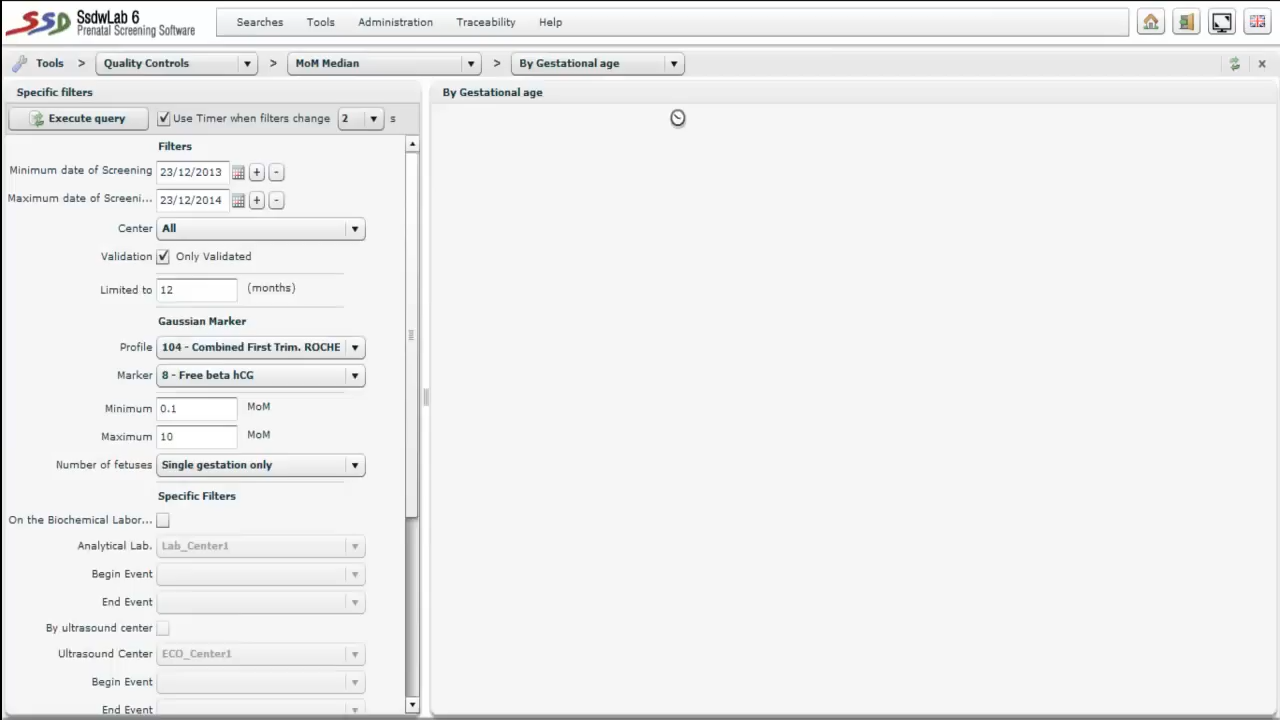 SSD SsdwLab 6
Prenatal Screening Software
Searches Tools Administration Traceability Help
Tools > Quality Controls > MoM Median > By Gestational age
Specific filters
Execute query Use Timer when filters change 2 s
Filters
Minimum date of Screening 23/12/2013 + -
Maximum date of Screeni... 23/12/2014 + -
Center All
Validation Only Validated
Limited to 12 (months)
Gaussian Marker
Profile 104 - Combined First Trim. ROCHE
Marker 8 - Free beta hCG
Minimum 0.1 MoM
Maximum 10 MoM
Number of fetuses Single gestation only
Specific Filters
On the Biochemical Labor...
Analytical Lab. Lab_Center1
Begin Event
End Event
By ultrasound center
Ultrasound Center ECO_Center1
Begin Event
End Event
By Gestational age